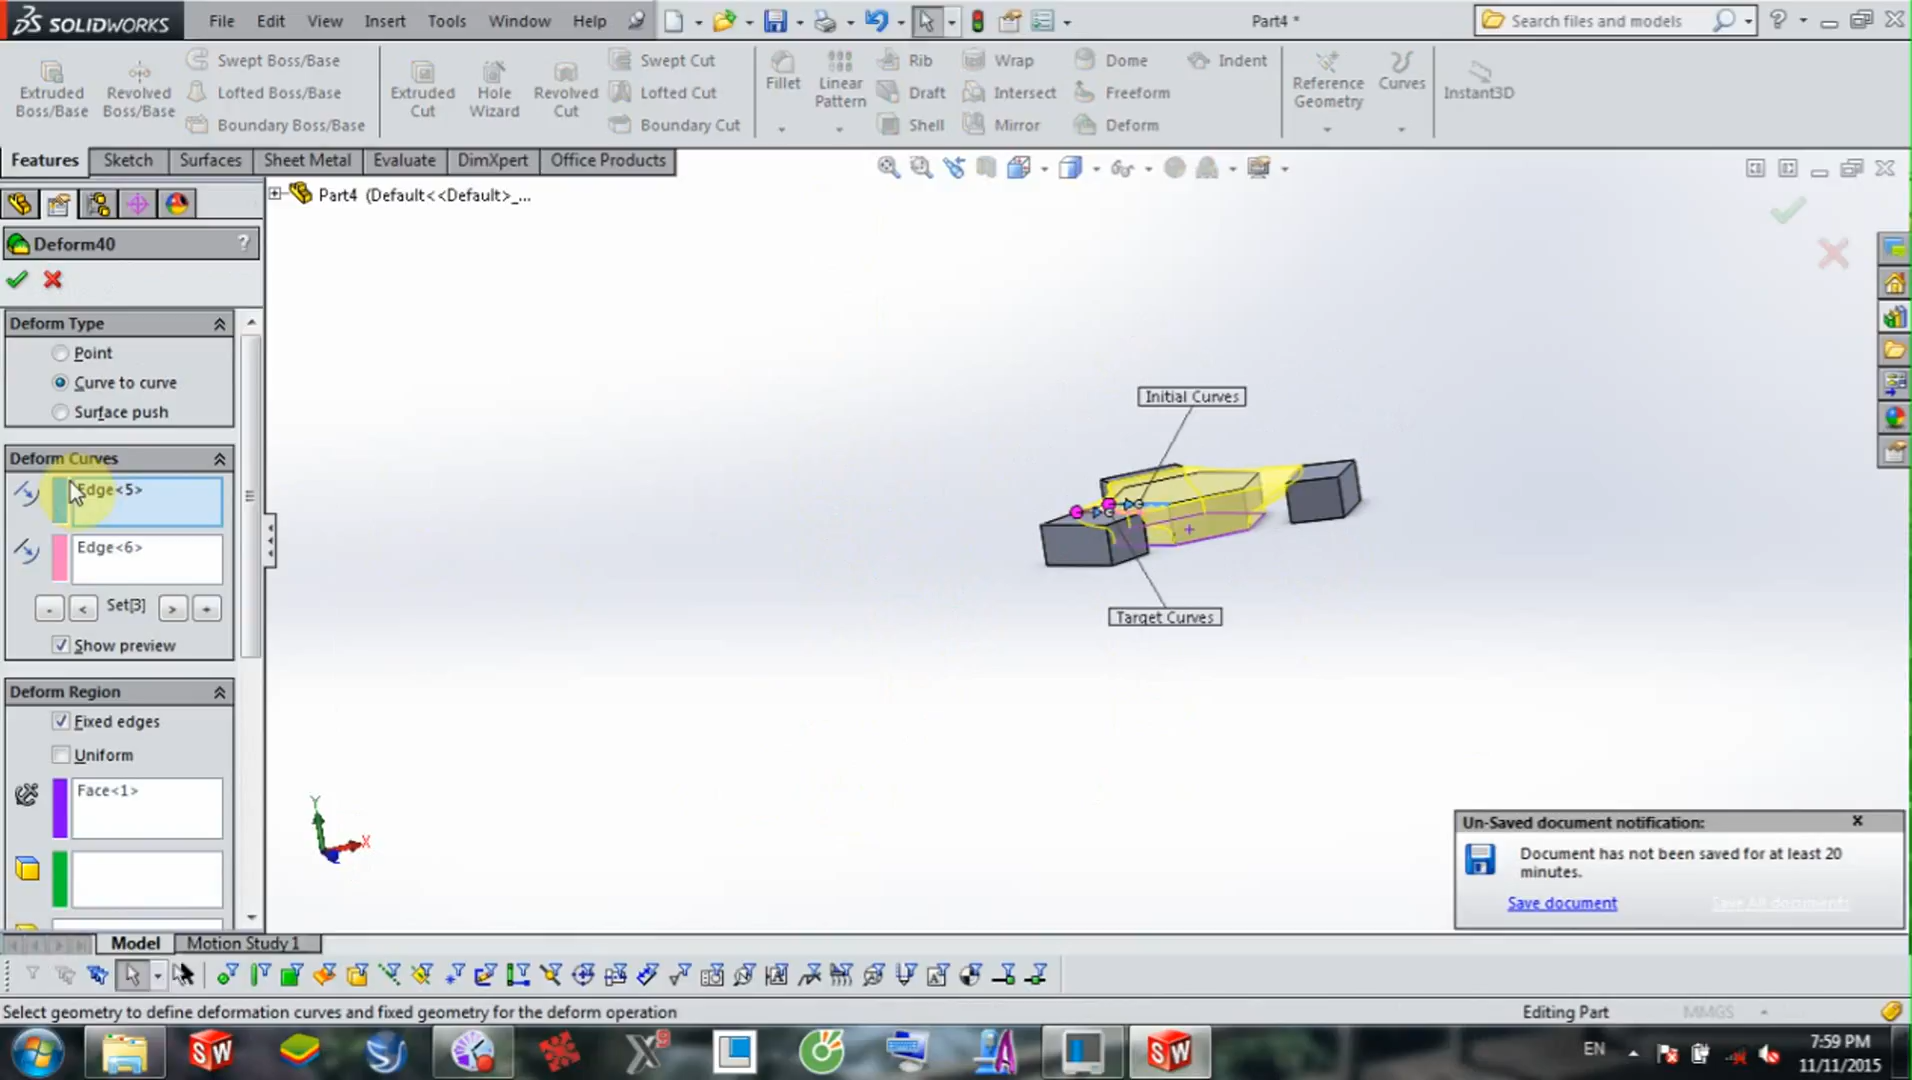 SOLIDWORKS
File Edit View Insert Tools Window Help
Part4 *
Search files and models
?
Extruded Boss/Base
Revolved Boss/Base
Swept Boss/Base
Lofted Boss/Base
Boundary Boss/Base
Extruded Cut
Hole Wizard
Revolved Cut
Swept Cut
Lofted Cut
Boundary Cut
Fillet
Linear Pattern
Rib
Draft
Shell
Wrap
Intersect
Mirror
Dome
Freeform
Deform
Indent
Reference Geometry
Curves
Instant3D
Features Sketch Surfaces Sheet Metal Evaluate DimXpert Office Products
Part4 (Default<<Default>_...
Deform40
?
Deform Type
Point
Curve to curve
Surface push
Deform Curves
Edge<5>
Edge<6>
- < Set[3] > +
Show preview
Deform Region
Fixed edges
Uniform
Face<1>
Initial Curves
Target Curves
Y
X
Un-Saved document notification:
Document has not been saved for at least 20
minutes.
Save document Save All documents
Model Motion Study 1
Select geometry to define deformation curves and fixed geometry for the deform operation
Editing Part MMGS
EN
7:59 PM
11/11/2015